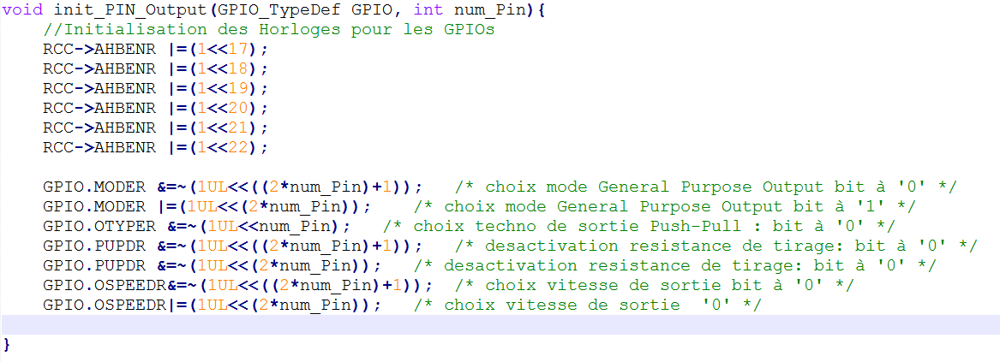 void init_PIN_Output(GPIO_TypeDef GPIO, int num_Pin){
    //Initialisation des Horloges pour les GPIOs
    RCC->AHBENR |=(1<<17);
    RCC->AHBENR |=(1<<18);
    RCC->AHBENR |=(1<<19);
    RCC->AHBENR |=(1<<20);
    RCC->AHBENR |=(1<<21);
    RCC->AHBENR |=(1<<22);
    GPIO.MODER &=~(1UL<<((2*num_Pin)+1));   /* choix mode General Purpose Output bit à '0' */
    GPIO.MODER |=(1UL<<(2*num_Pin));    /* choix mode General Purpose Output bit à '1' */
    GPIO.OTYPER &=~(1UL<<num_Pin);   /* choix techno de sortie Push-Pull : bit à '0' */
    GPIO.PUPDR &=~(1UL<<((2*num_Pin)+1));   /* desactivation resistance de tirage: bit à '0' */
    GPIO.PUPDR &=~(1UL<<(2*num_Pin));   /* desactivation resistance de tirage: bit à '0' */
    GPIO.OSPEEDR&=~(1UL<<((2*num_Pin)+1));  /* choix vitesse de sortie bit à '0' */
    GPIO.OSPEEDR|=(1UL<<(2*num_Pin));   /* choix vitesse de sortie  '0' */
}